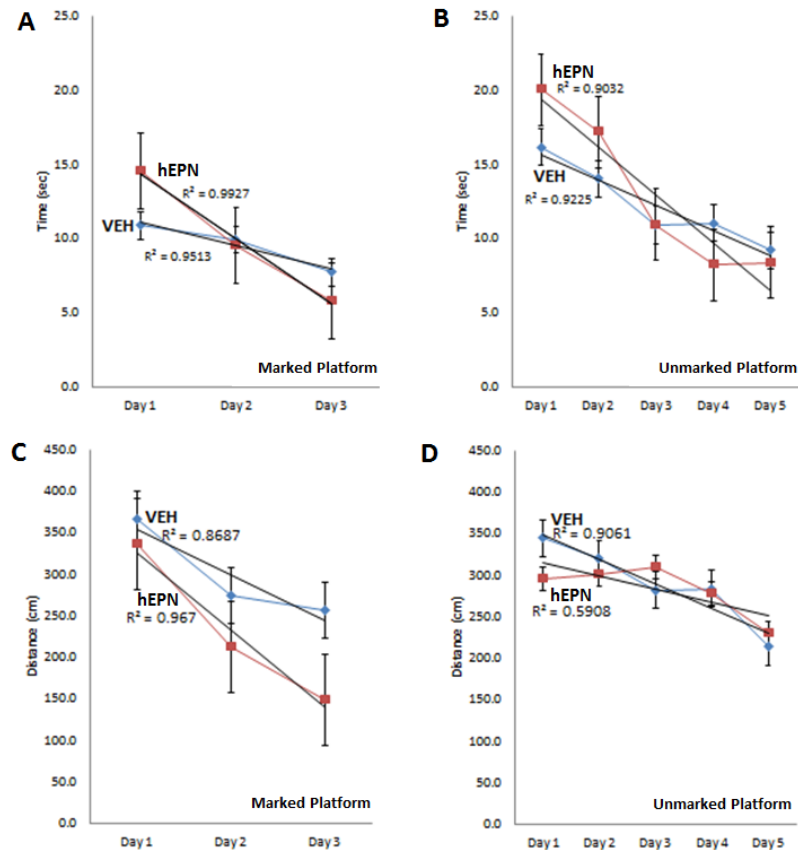 A
25.0
20.0
15.0
10.0
5.0
0.0
Time (sec)
hEPN
R² = 0.9927
VEH
R² = 0.9513
Marked Platform
Day 1 Day 2 Day 3
B
25.0
20.0
15.0
10.0
5.0
0.0
Time (sec)
hEPN
R² = 0.9032
VEH
R² = 0.9225
Unmarked Platform
Day 1 Day 2 Day 3 Day 4 Day 5
C
450.0
400.0
350.0
300.0
250.0
200.0
150.0
100.0
50.0
0.0
Distance (cm)
VEH
R² = 0.8687
hEPN
R² = 0.967
Marked Platform
Day 1 Day 2 Day 3
D
450.0
400.0
350.0
300.0
250.0
200.0
150.0
100.0
50.0
0.0
Distance (cm)
VEH
R² = 0.9061
hEPN
R² = 0.5908
Unmarked Platform
Day 1 Day 2 Day 3 Day 4 Day 5